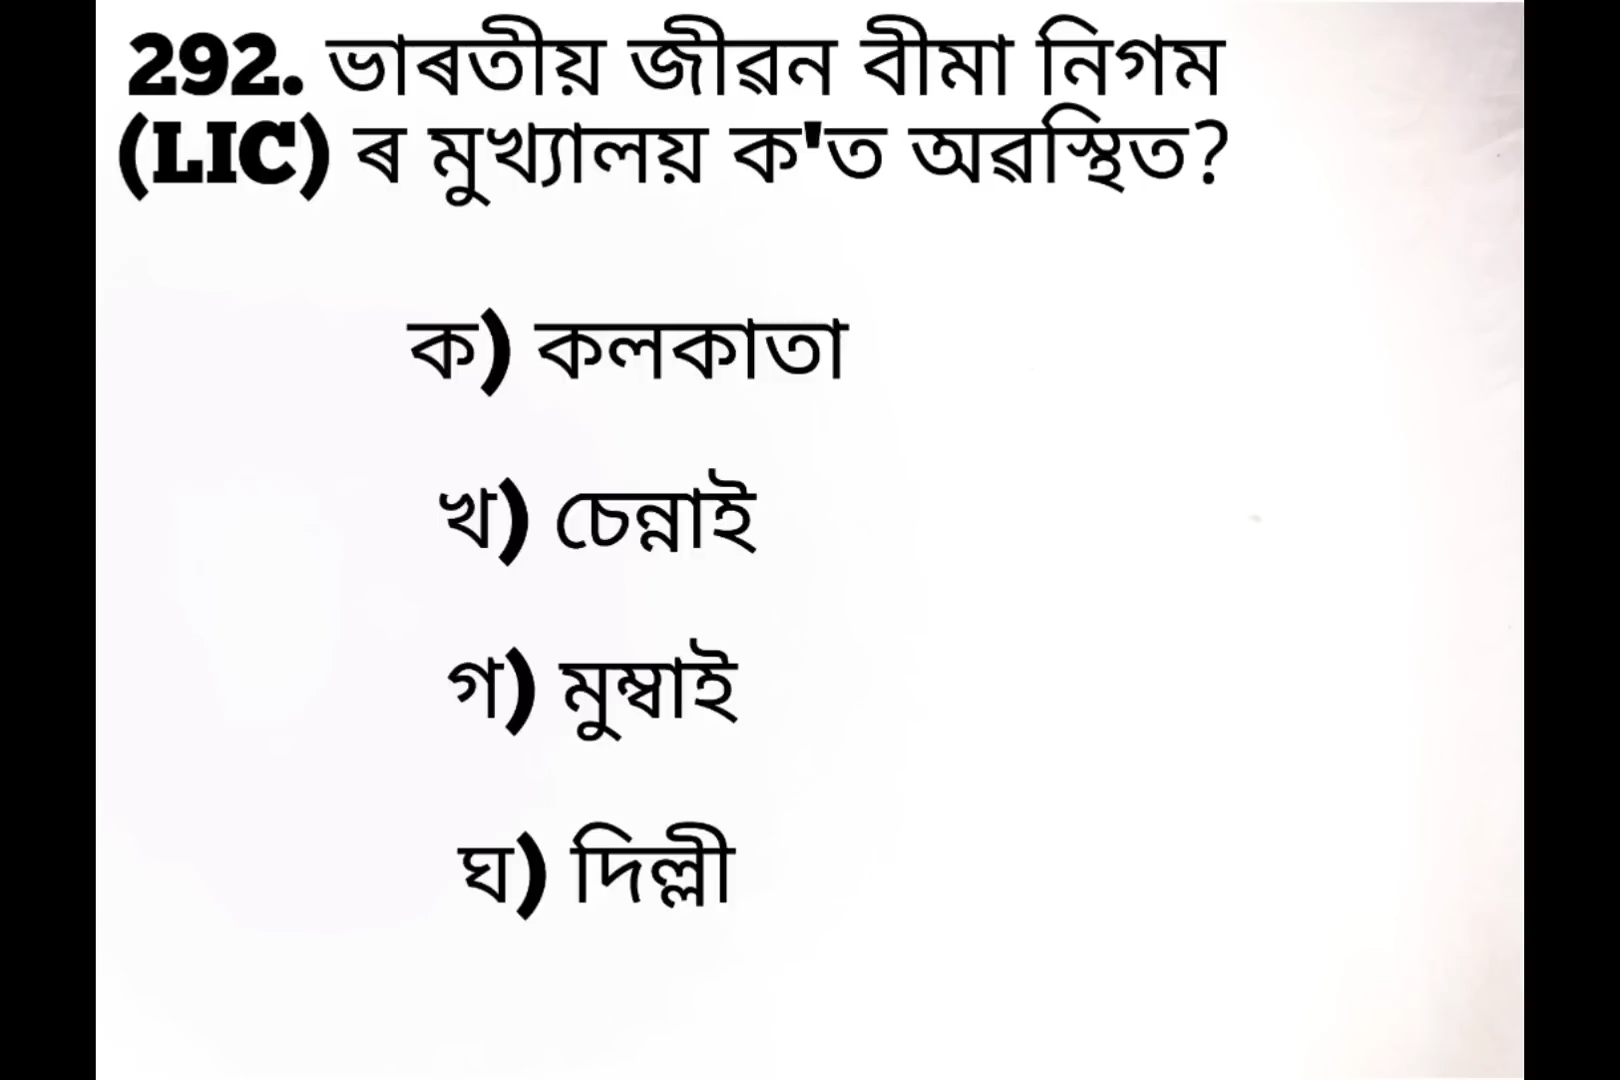 292. ভাৰতীয় জীৱন বীমা নিগম
(LIC) ৰ মুখ্যালয় ক'ত অৱস্থিত?
ক) কলকাতা
খ) চেন্নাই
গ) মুম্বাই
ঘ) দিল্লী